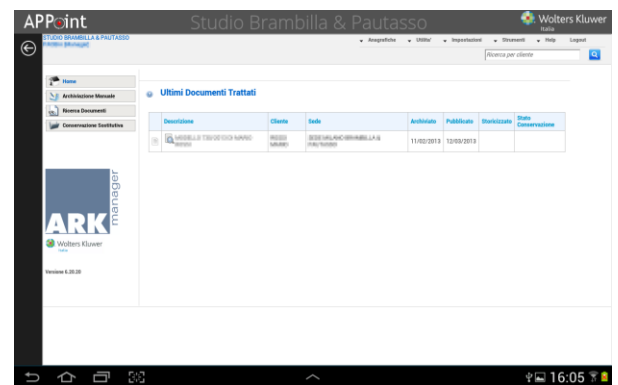 APPoint
Studio Brambilla & Pautasso
Wolters Kluwer
Italia
STUDIO BRAMBILLA & PAUTASSO
Anagrafiche Utilita' Impostazioni Strumenti Help Logout
Ricerca per cliente
Home
Archiviazione Manuale
Ricerca Documenti
Conservazione Sostitutiva
Ultimi Documenti Trattati
Descrizione Cliente Sede Archiviato Pubblicato Storicizzato Stato Conservazione
11/02/2013 12/03/2013
ARK manager
Wolters Kluwer
Italia
Versione 6.20.20
16:05